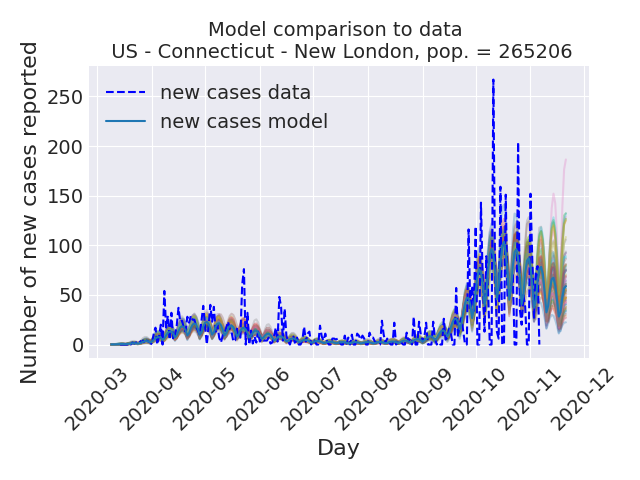 Model comparison to data
US - Connecticut - New London, pop. = 265206
Number of new cases reported
250
200
150
100
50
0
new cases data
new cases model
2020-03
2020-04
2020-05
2020-06
2020-07
2020-08
2020-09
2020-10
2020-11
2020-12
Day